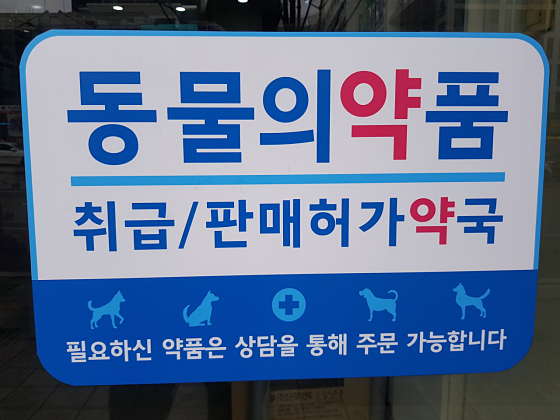 동물의약품
취급/판매허가약국
필요하신 약품은 상담을 통해 주문 가능합니다